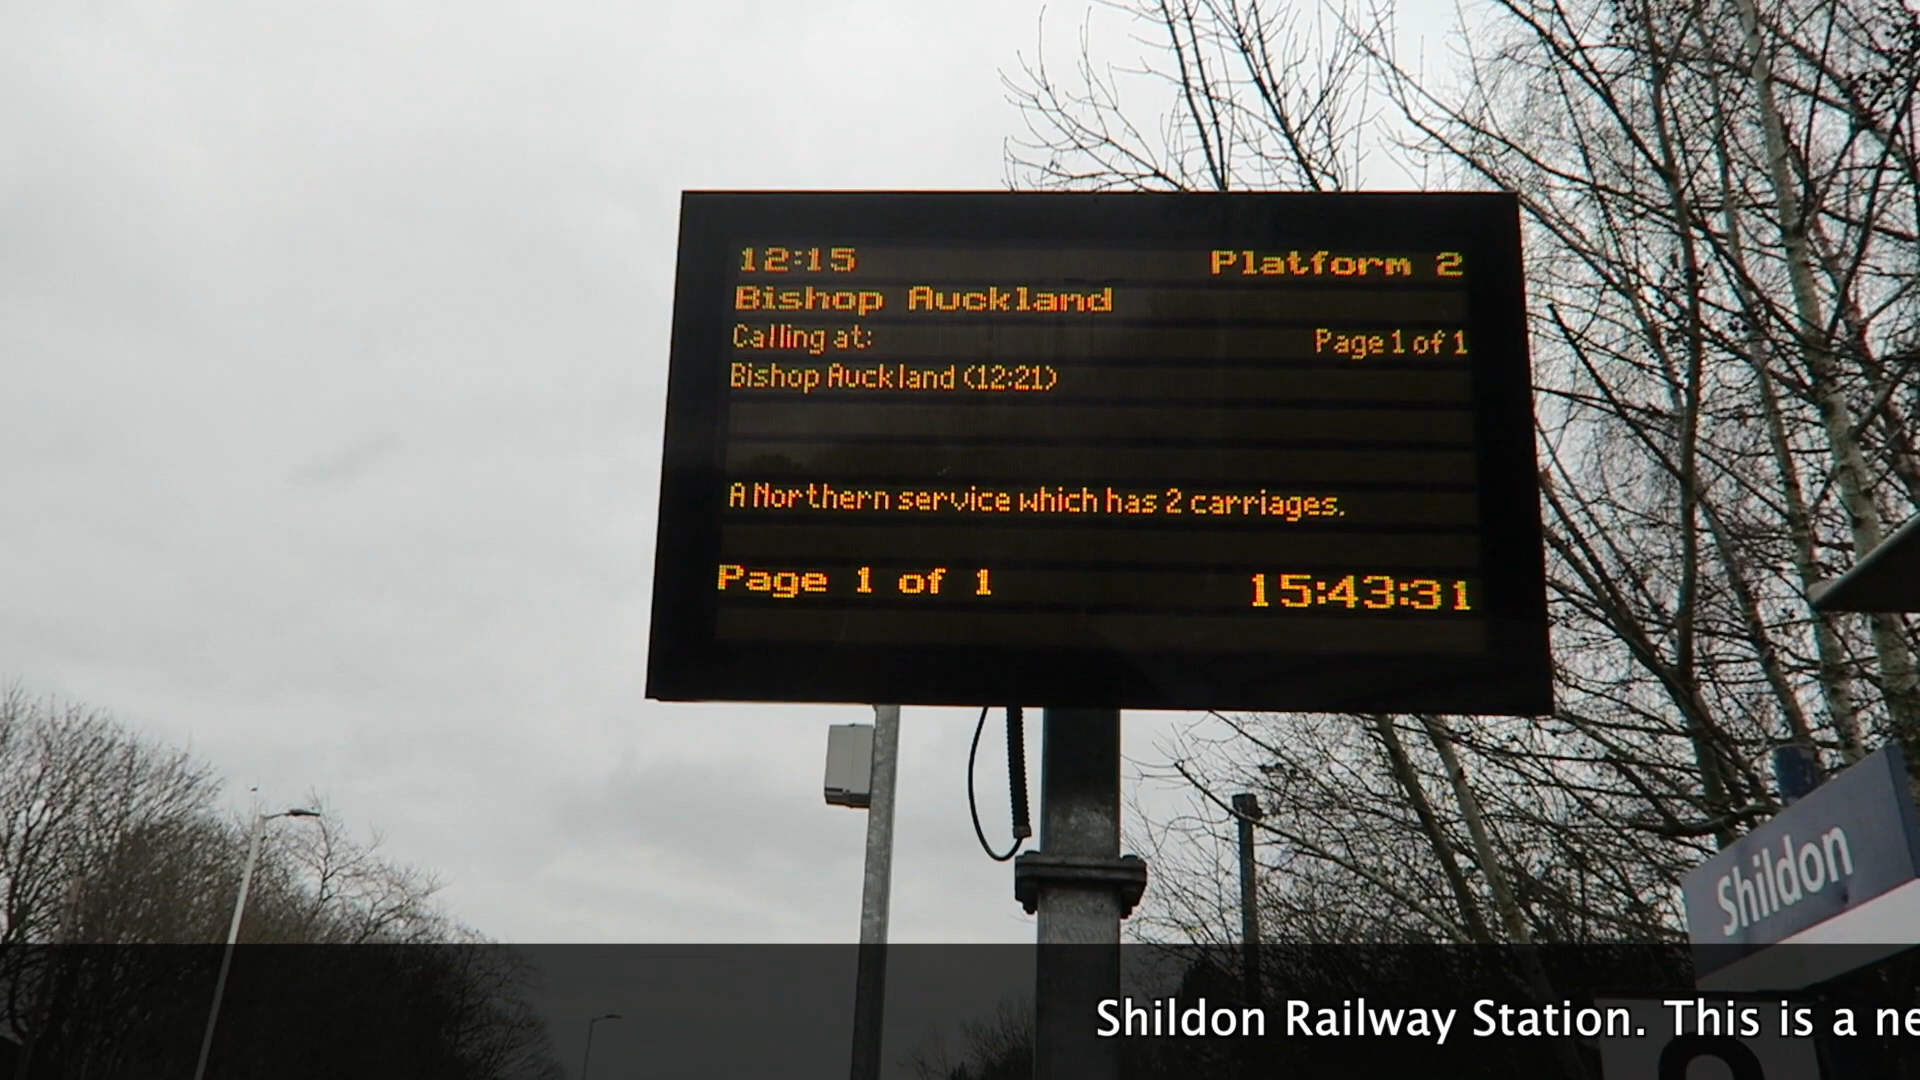 12:15 Platform 2
Bishop Auckland
Calling at: Page 1 of 1
Bishop Auckland (12:21)
A Northern service which has 2 carriages.
Page 1 of 1 15:43:31
Shildon
Shildon Railway Station. This is a